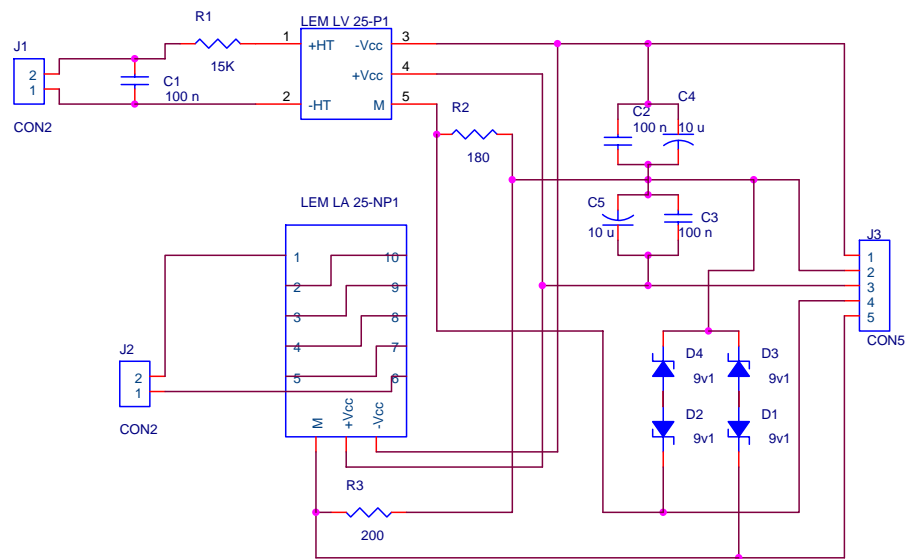 R1
15K
LEM LV 25-P1
1
+HT
-Vcc
3
+Vcc
4
2
-HT
M
5
J1
2
1
CON2
C1
100 n
R2
180
C2
100 n
C4
10 u
C5
10 u
C3
100 n
LEM LA 25-NP1
1
10
2
9
3
8
4
7
5
6
M
+Vcc
-Vcc
J2
2
1
CON2
R3
200
D4
9v1
D3
9v1
D2
9v1
D1
9v1
J3
1
2
3
4
5
CON5